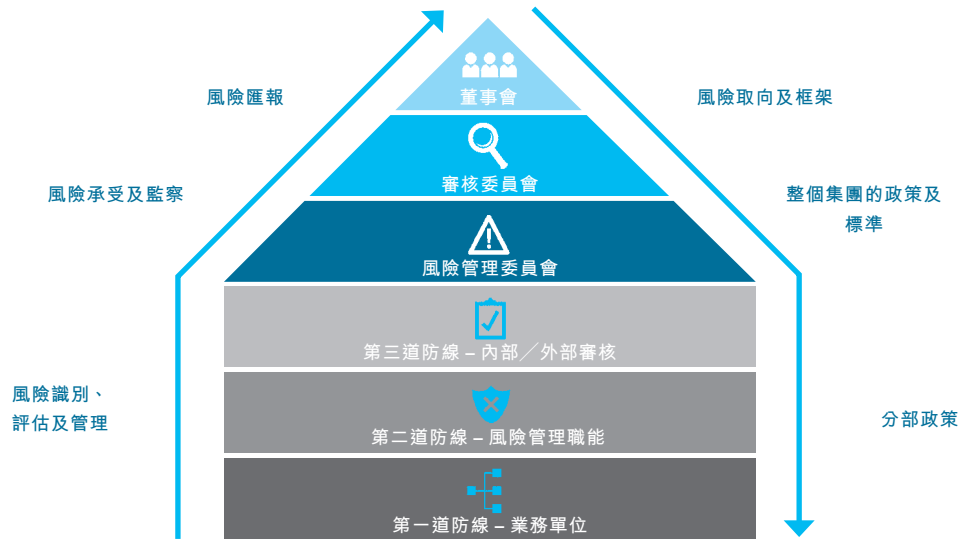 董事會
風險匯報
風險取向及框架
審核委員會
風險承受及監察
整個集團的政策及
標準
風險管理委員會
第三道防線 – 內部／外部審核
風險識別、
評估及管理
分部政策
第二道防線 – 風險管理職能
第一道防線 – 業務單位